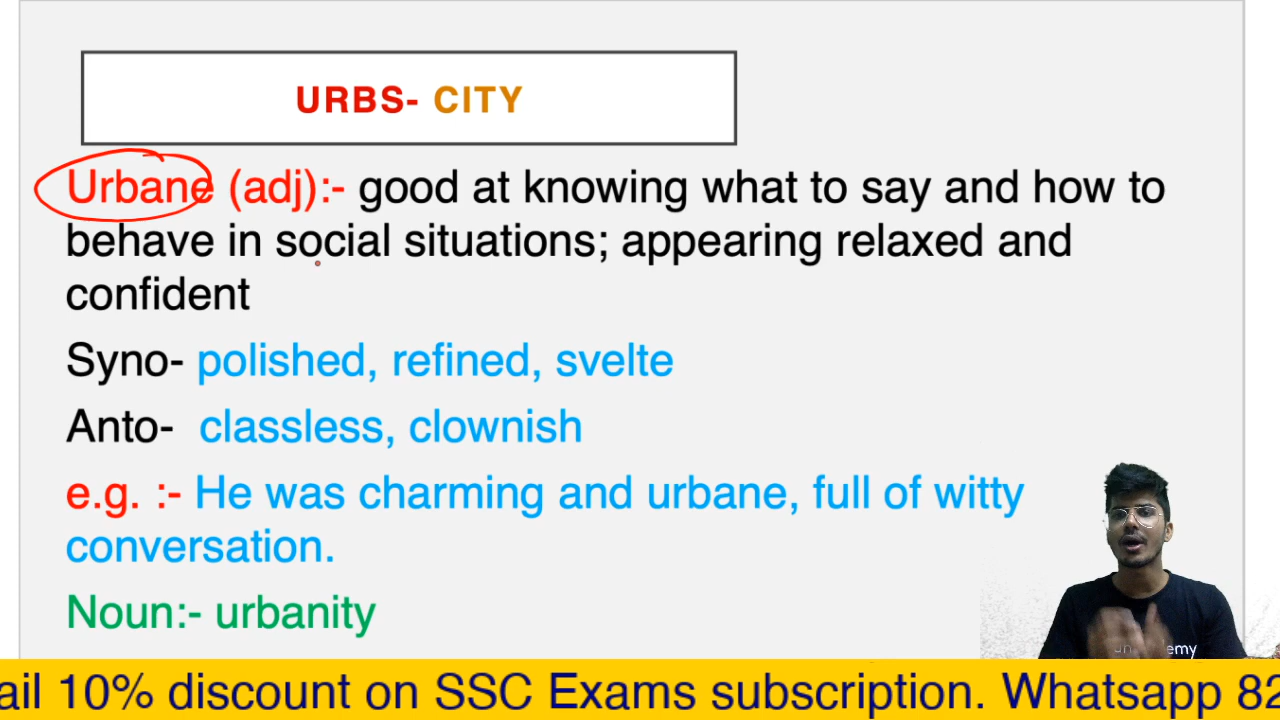 URBS- CITY
Urbane (adj):- good at knowing what to say and how to
behave in social situations; appearing relaxed and
confident
Syno- polished, refined, svelte
Anto- classless, clownish
e.g. :- He was charming and urbane, full of witty
conversation.
Noun:- urbanity
ail 10% discount on SSC Exams subscription. Whatsapp 82